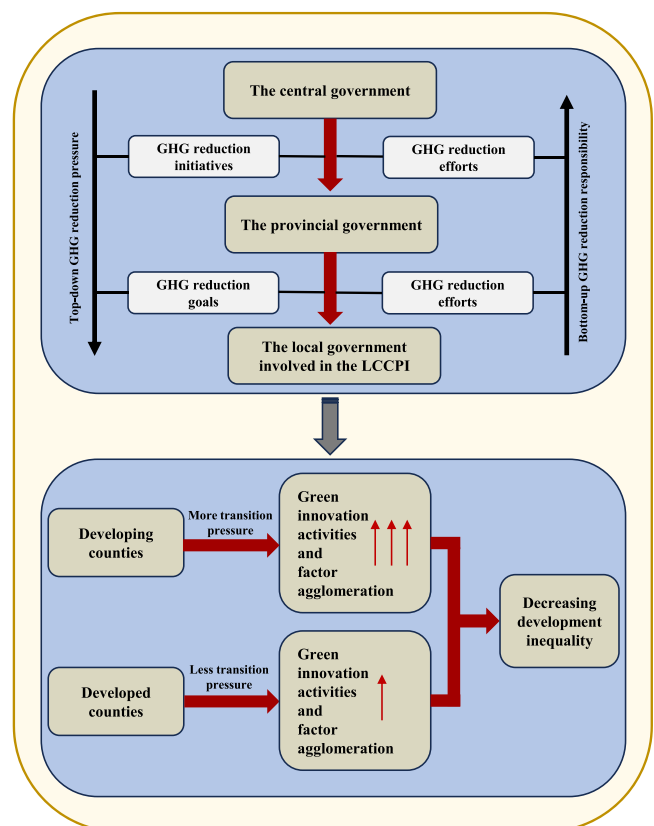 The central government
Top-down GHG reduction pressure
GHG reduction
initiatives
GHG reduction
efforts
Bottom-up GHG reduction responsibility
The provincial government
GHG reduction
goals
GHG reduction
efforts
The local government
involved in the LCCPI
Developing
counties
More transition
pressure
Green
innovation
activities
and
factor
agglomeration
Decreasing
development
inequality
Developed
counties
Less transition
pressure
Green
innovation
activities
and
factor
agglomeration